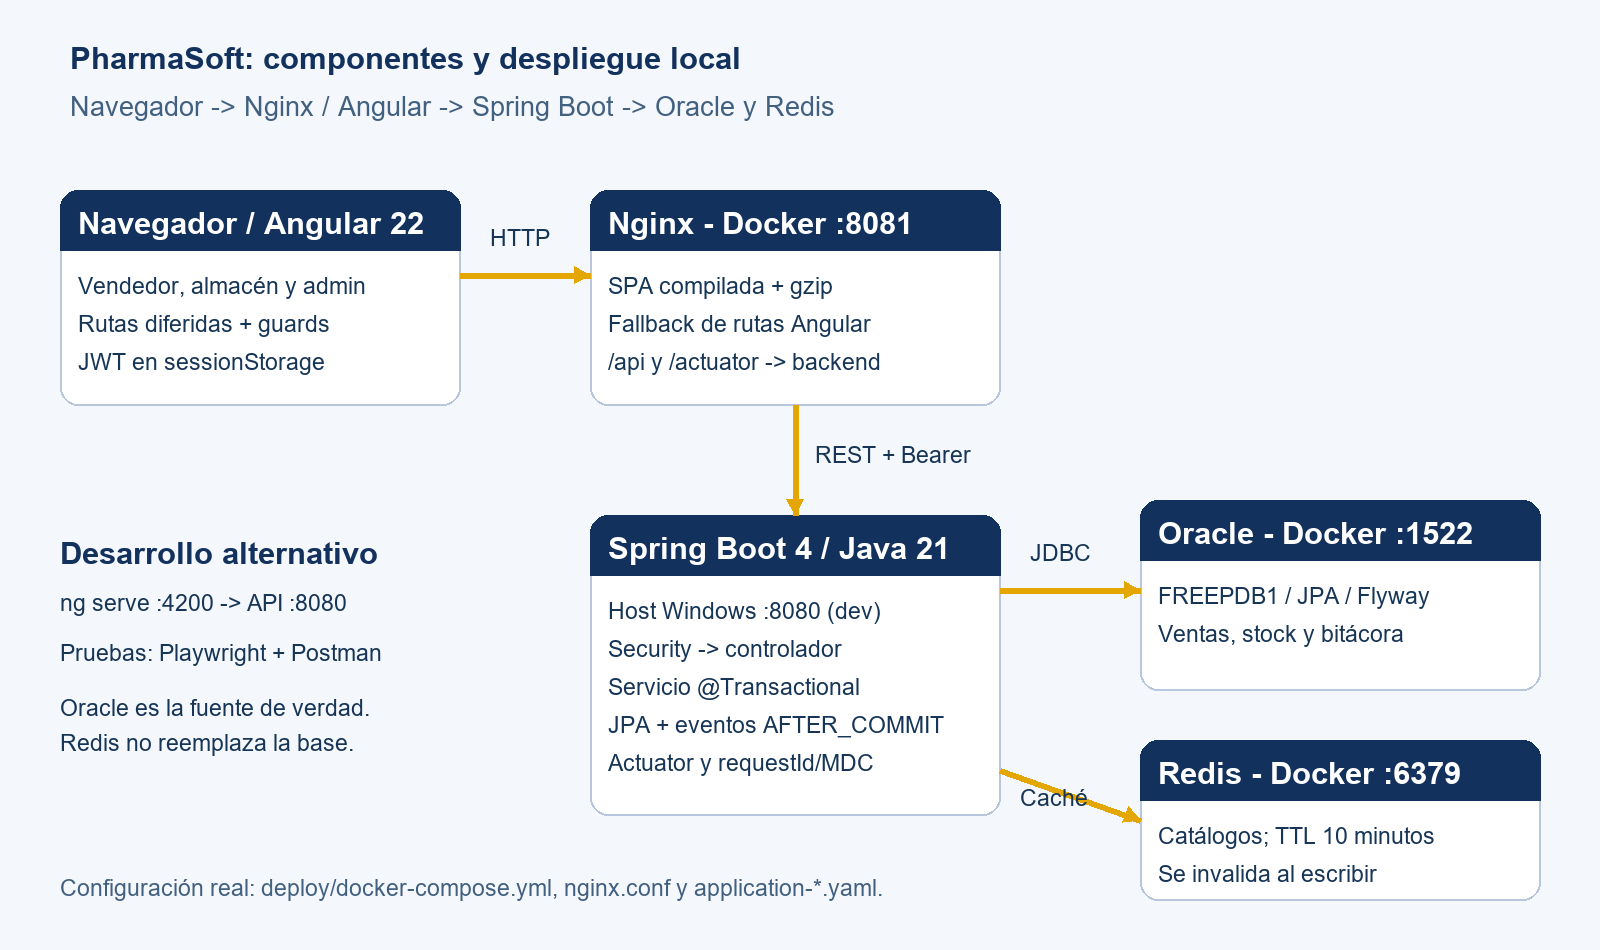 PharmaSoft: componentes y despliegue local
Navegador -> Nginx / Angular -> Spring Boot -> Oracle y Redis
Navegador / Angular 22
Vendedor, almacén y admin
Rutas diferidas + guards
JWT en sessionStorage
HTTP
Nginx - Docker :8081
SPA compilada + gzip
Fallback de rutas Angular
/api y /actuator -> backend
REST + Bearer
Desarrollo alternativo
ng serve :4200 -> API :8080
Pruebas: Playwright + Postman
Oracle es la fuente de verdad.
Redis no reemplaza la base.
Spring Boot 4 / Java 21
Host Windows :8080 (dev)
Security -> controlador
Servicio @Transactional
JPA + eventos AFTER_COMMIT
Actuator y requestId/MDC
JDBC
Oracle - Docker :1522
FREEPDB1 / JPA / Flyway
Ventas, stock y bitácora
Caché
Redis - Docker :6379
Catálogos; TTL 10 minutos
Se invalida al escribir
Configuración real: deploy/docker-compose.yml, nginx.conf y application-*.yaml.